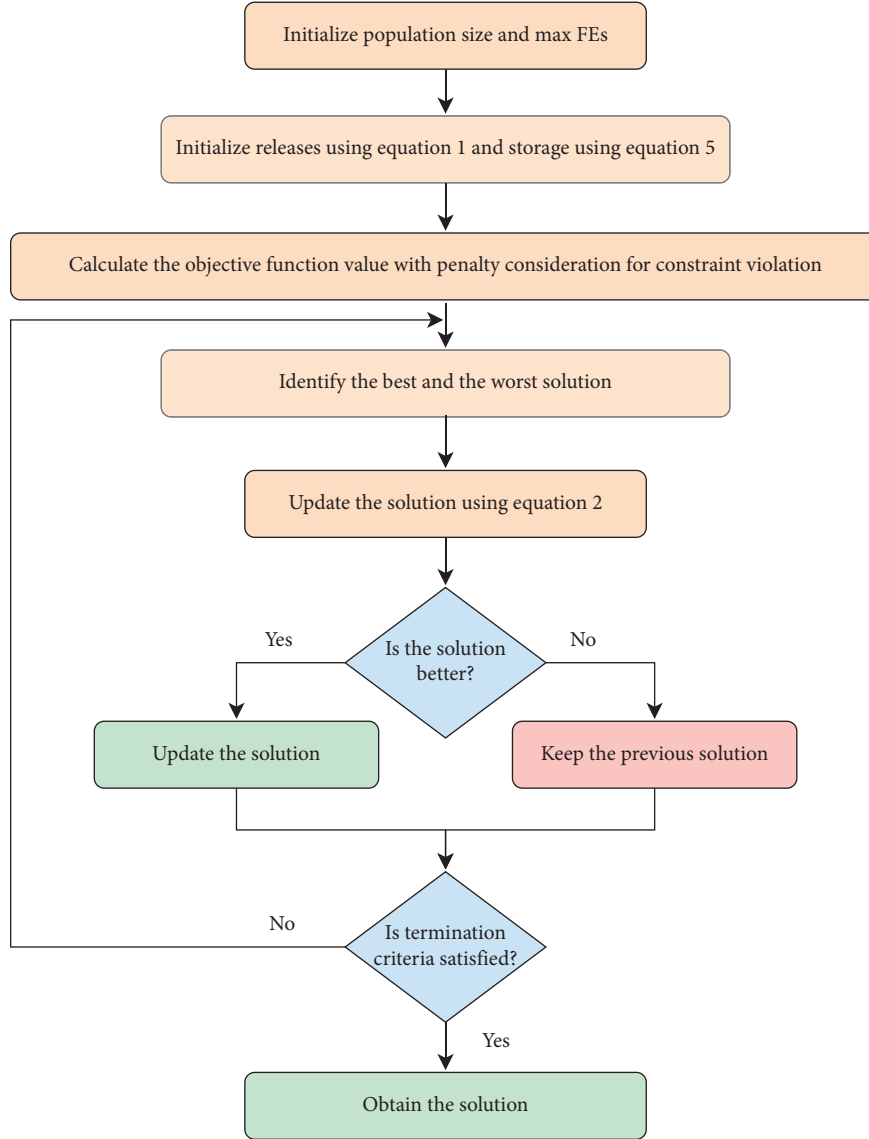 Initialize population size and max FEs
Initialize releases using equation 1 and storage using equation 5
Calculate the objective function value with penalty consideration for constraint violation
Identify the best and the worst solution
Update the solution using equation 2
Is the solution
better?
Yes
No
Update the solution
Keep the previous solution
Is termination
criteria satisfied?
No
Yes
Obtain the solution